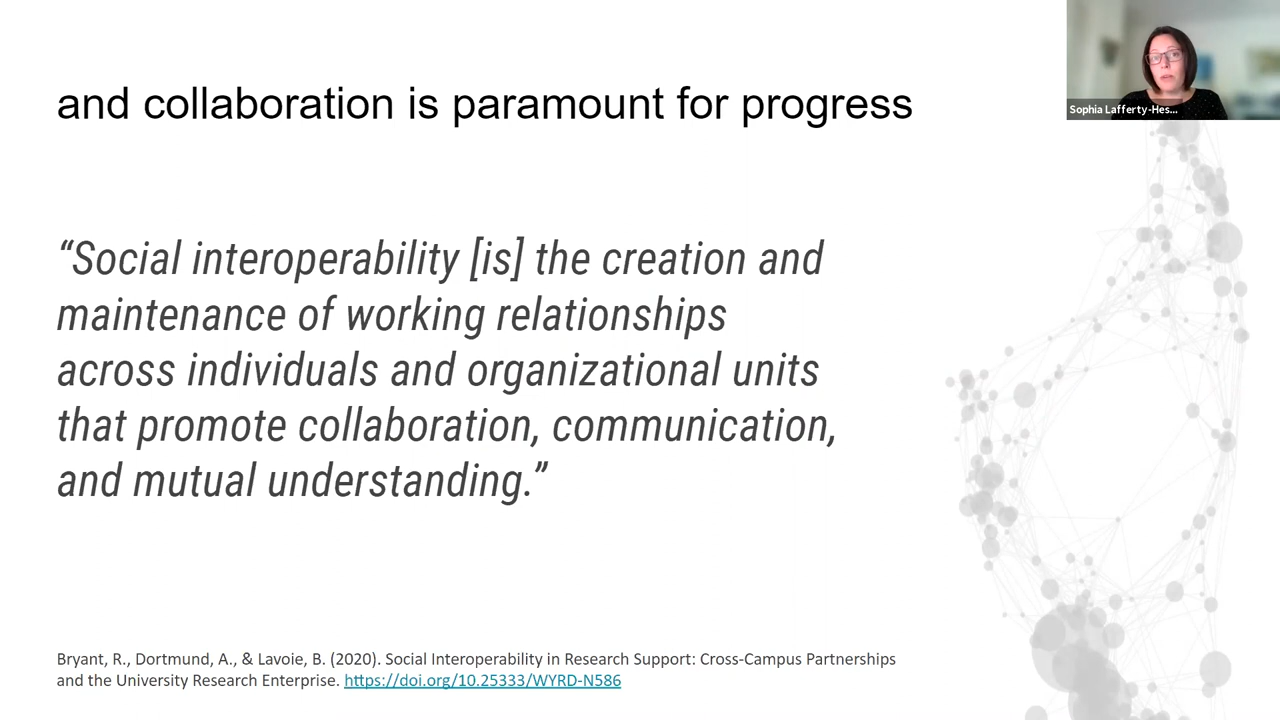 and collaboration is paramount for progress
Sophia Lafferty-Hes...
“Social interoperability [is] the creation and
maintenance of working relationships
across individuals and organizational units
that promote collaboration, communication,
and mutual understanding.”
Bryant, R., Dortmund, A., & Lavoie, B. (2020). Social Interoperability in Research Support: Cross-Campus Partnerships
and the University Research Enterprise. https://doi.org/10.25333/WYRD-N586